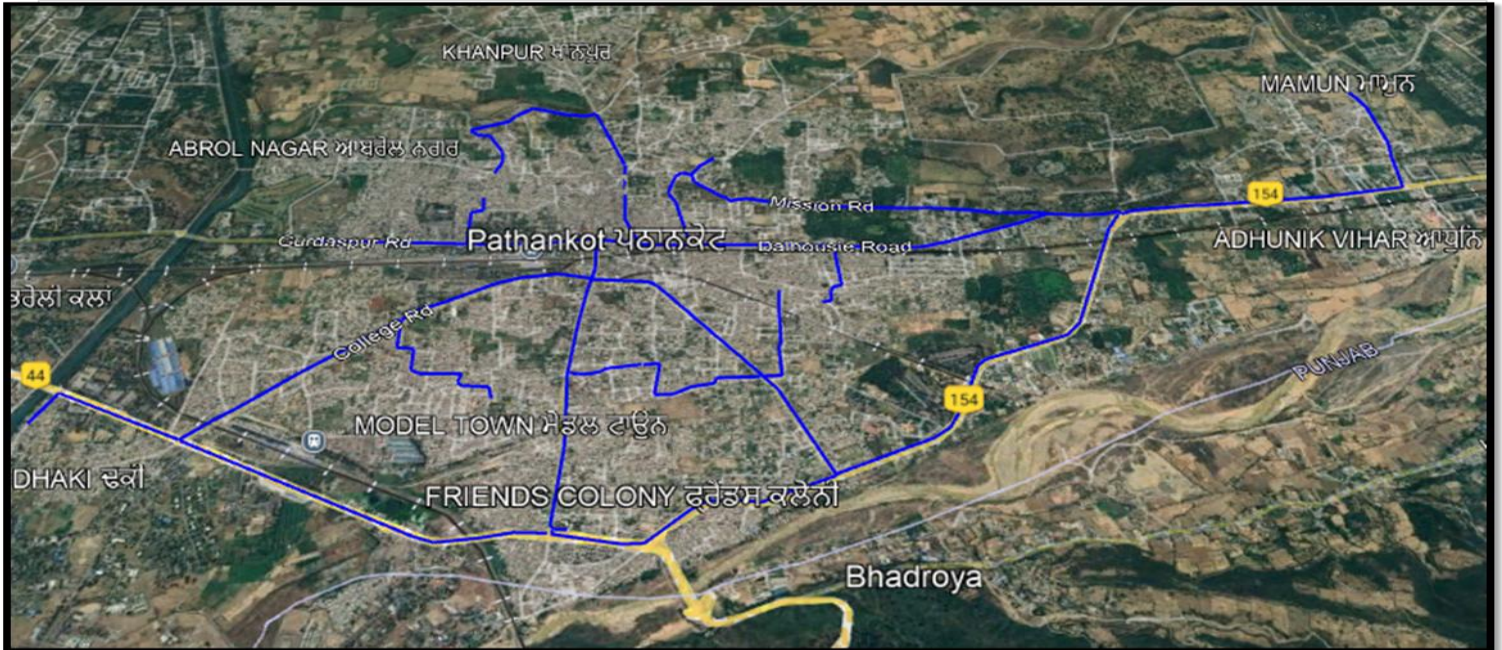 KHANPUR ਖਾਨਪੁਰ
MAMUN ਮਾਮੂਨ
ABROL NAGAR ਆਬਰੋਲ ਨਗਰ
154
Mission Rd
Gurdaspur Rd
Pathankot ਪਠਾਨਕੋਟ
Dalhousie Road
ADHUNIK VIHAR
College Rd
44
PUNJAB
154
MODEL TOWN ਮੋਡਲ ਟਾਊਨ
DHAKI ਢਕੀ
FRIENDS COLONY ਫਰੈਂਡਸ ਕਲੋਨੀ
Bhadroya